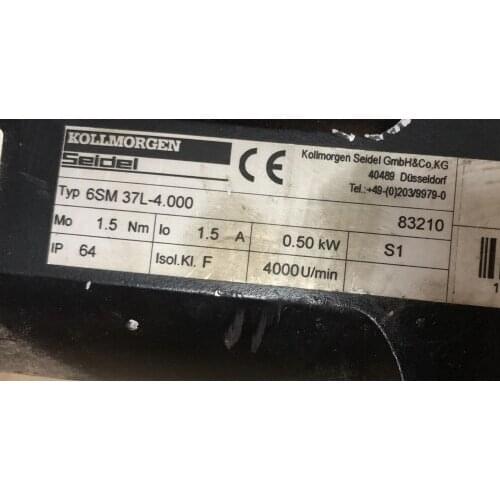 KOLLMORGEN
Seidel
CE
Kollmorgen Seidel GmbH&Co.KG
40489 Düsseldorf
Tel.:+49-(0)203/9979-0
Typ 6SM 37L-4.000
83210
Mo 1.5 Nm Io 1.5 A 0.50 kW S1
IP 64 Isol.Kl. F 4000U/min